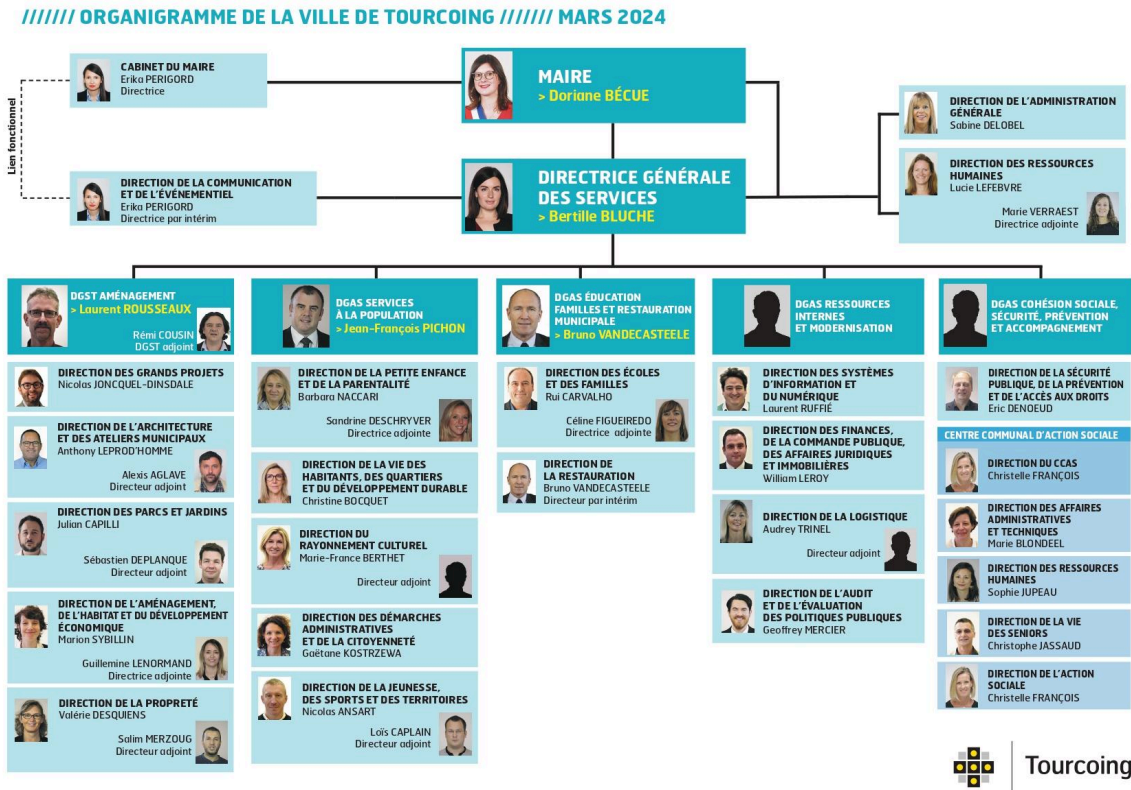 /////// ORGANIGRAMME DE LA VILLE DE TOURCOING /////// MARS 2024
CABINET DU MAIRE
Erika PERIGORD
Directrice
MAIRE
> Doriane BÉCUE
Lien fonctionnel
DIRECTION DE LA COMMUNICATION
ET DE L'ÉVÉNEMENTIEL
Erika PERIGORD
Directrice par intérim
DIRECTRICE GÉNÉRALE
DES SERVICES
> Bertille BLUCHE
DIRECTION DE L'ADMINISTRATION
GÉNÉRALE
Sabine DELOBEL
DIRECTION DES RESSOURCES
HUMAINES
Lucie LEFEBVRE
Marie VERRAEST
Directrice adjointe
DGST AMÉNAGEMENT
> Laurent ROUSSEAUX
Rémi COUSIN
DGST adjoint
DIRECTION DES GRANDS PROJETS
Nicolas JONCQUEL-DINSDALE
DIRECTION DE L'ARCHITECTURE
ET DES ATELIERS MUNICIPAUX
Anthony LEPROD'HOMME
Alexis AGLAVE
Directeur adjoint
DIRECTION DES PARCS ET JARDINS
Julian CAPILLI
Sébastien DEPLANQUE
Directeur adjoint
DIRECTION DE L'AMÉNAGEMENT,
DE L'HABITAT ET DU DÉVELOPPEMENT
ÉCONOMIQUE
Marion SYBILLIN
Guillemine LENORMAND
Directrice adjointe
DIRECTION DE LA PROPRETÉ
Valérie DESQUIENS
Salim MERZOUG
Directeur adjoint
DGAS SERVICES
À LA POPULATION
> Jean-François PICHON
DIRECTION DE LA PETITE ENFANCE
ET DE LA PARENTALITÉ
Barbara NACCARI
Sandrine DESCHRYVER
Directrice adjointe
DIRECTION DE LA VIE DES
HABITANTS, DES QUARTIERS
ET DU DÉVELOPPEMENT DURABLE
Christine BOCQUET
DIRECTION DU
RAYONNEMENT CULTUREL
Marie-France BERTHET
Directeur adjoint
DIRECTION DES DÉMARCHES
ADMINISTRATIVES
ET DE LA CITOYENNETÉ
Gaëtane KOSTRZEWA
DIRECTION DE LA JEUNESSE,
DES SPORTS ET DES TERRITOIRES
Nicolas ANSART
Loïs CAPLAIN
Directeur adjoint
DGAS ÉDUCATION
FAMILLES ET RESTAURATION
MUNICIPALE
> Bruno VANDECASTEELE
DIRECTION DES ÉCOLES
ET DES FAMILLES
Rui CARVALHO
Céline FIGUEIREDO
Directrice adjointe
DIRECTION DE
LA RESTAURATION
Bruno VANDECASTEELE
Directeur par intérim
DGAS RESSOURCES
INTERNES
ET MODERNISATION
DIRECTION DES SYSTÈMES
D'INFORMATION ET
DU NUMÉRIQUE
Laurent RUFFIÉ
DIRECTION DES FINANCES,
DE LA COMMANDE PUBLIQUE,
DES AFFAIRES JURIDIQUES
ET IMMOBILIÈRES
William LEROY
DIRECTION DE LA LOGISTIQUE
Audrey TRINEL
Directeur adjoint
DIRECTION DE L'AUDIT
ET DE L'ÉVALUATION
DES POLITIQUES PUBLIQUES
Geoffrey MERCIER
DGAS COHÉSION SOCIALE,
SÉCURITÉ, PRÉVENTION
ET ACCOMPAGNEMENT
DIRECTION DE LA SÉCURITÉ
PUBLIQUE, DE LA PRÉVENTION
ET DE L'ACCÈS AUX DROITS
Eric DENOEUD
CENTRE COMMUNAL D'ACTION SOCIALE
DIRECTION DU CCAS
Christelle FRANÇOIS
DIRECTION DES AFFAIRES
ADMINISTRATIVES
ET TECHNIQUES
Marie BLONDEEL
DIRECTION DES RESSOURCES
HUMAINES
Sophie JUPEAU
DIRECTION DE LA VIE
DES SENIORS
Christophe JASSAUD
DIRECTION DE L'ACTION
SOCIALE
Christelle FRANÇOIS
Tourcoing